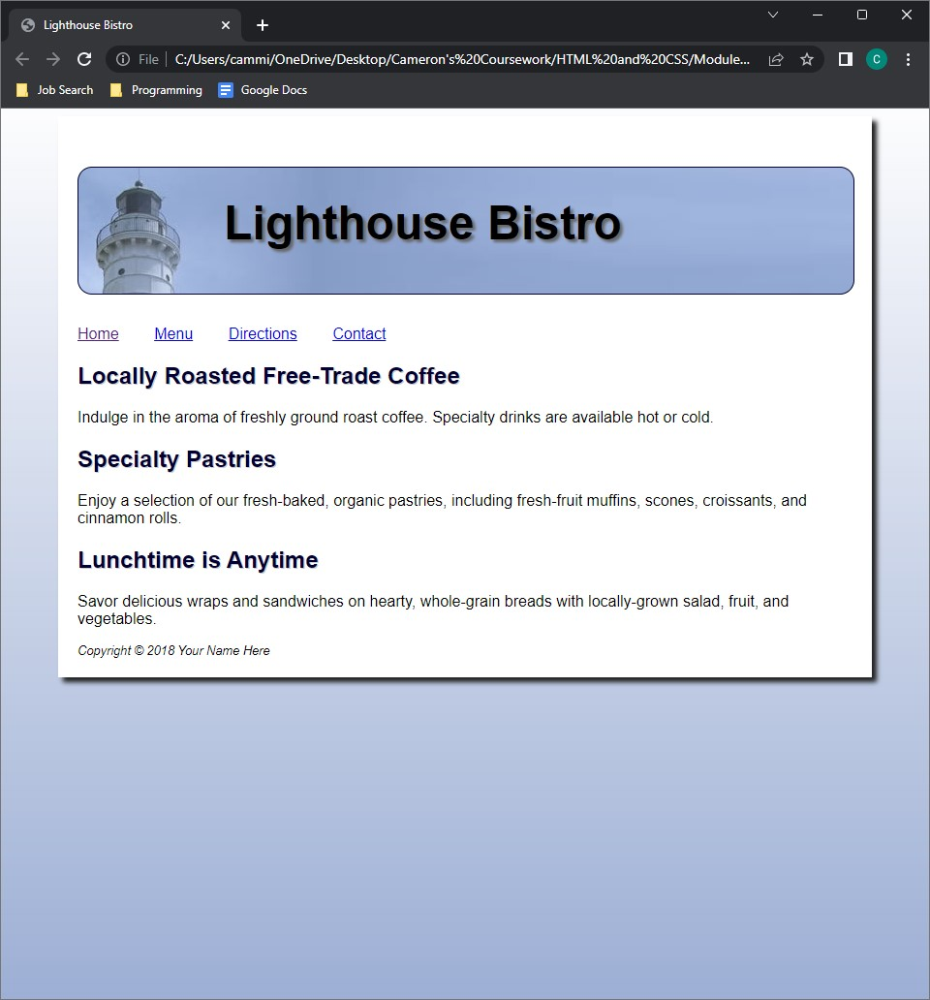 Lighthouse Bistro
File
C:/Users/cammi/OneDrive/Desktop/Cameron's%20Coursework/HTML%20and%20CSS/Module...
C
Job Search Programming Google Docs
Lighthouse Bistro
Home Menu Directions Contact
Locally Roasted Free-Trade Coffee
Indulge in the aroma of freshly ground roast coffee. Specialty drinks are available hot or cold.
Specialty Pastries
Enjoy a selection of our fresh-baked, organic pastries, including fresh-fruit muffins, scones, croissants, and
cinnamon rolls.
Lunchtime is Anytime
Savor delicious wraps and sandwiches on hearty, whole-grain breads with locally-grown salad, fruit, and
vegetables.
Copyright © 2018 Your Name Here